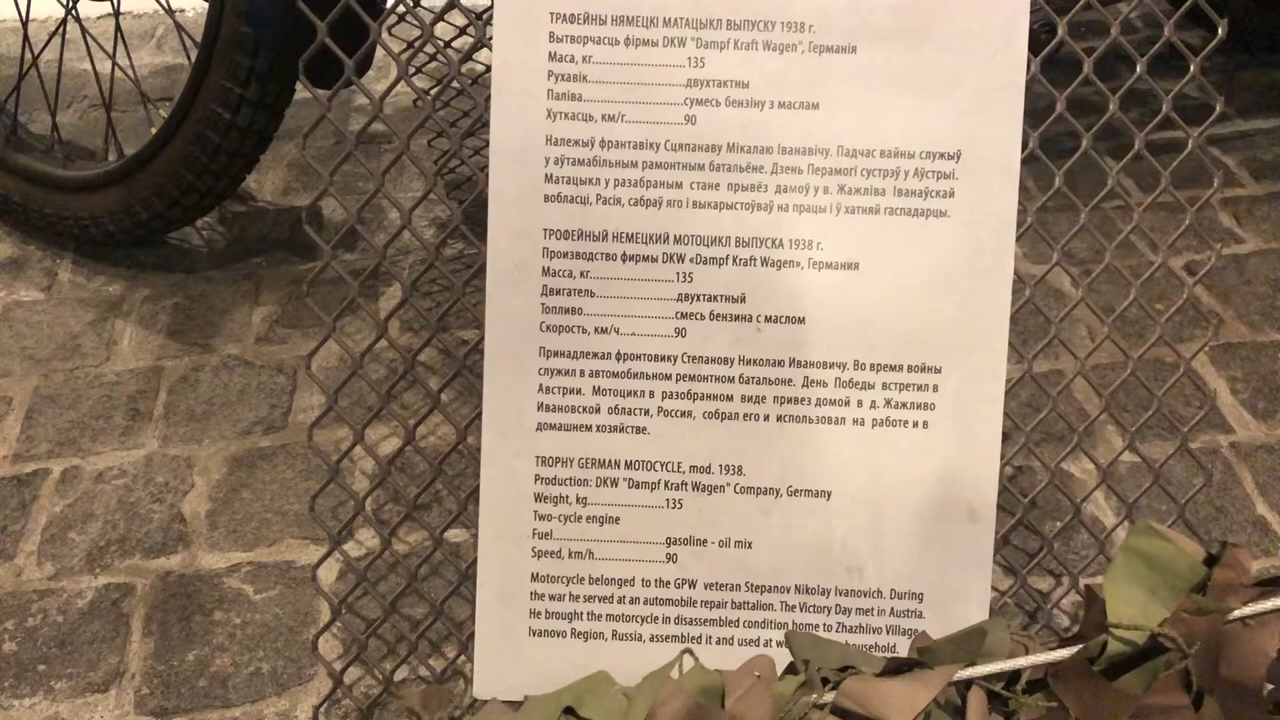 ТРАФЕЙНЫ НЯМЕЦКІ МАТАЦЫКЛ ВЫПУСКУ 1938 г.
Вытворчасць фірмы DKW "Dampf Kraft Wagen", Германія
Маса, кг.......................135
Рухавік........................двухтактны
Паліва.........................сумесь бензіну з маслам
Хуткасць, км/г...............90
Належыў франтавіку Сцяпанаву Мікалаю Іванавічу. Падчас вайны служыў
у аўтамабільным рамонтным батальёне. Дзень Перамогі сустрэў у Аўстрыі.
Матацыкл у разабраным стане прывёз дамоў у в. Жажліва Іванаўскай
вобласці, Расія, сабраў яго і выкарыстоўваў на працы і ў хатняй гаспадарцы.
ТРОФЕЙНЫЙ НЕМЕЦКИЙ МОТОЦИКЛ ВЫПУСКА 1938 г.
Производство фирмы DKW «Dampf Kraft Wagen», Германия
Масса, кг.....................135
Двигатель....................двухтактный
Топливо.......................смесь бензина с маслом
Скорость, км/ч..............90
Принадлежал фронтовику Степанову Николаю Ивановичу. Во время войны
служил в автомобильном ремонтном батальоне. День Победы встретил в
Австрии. Мотоцикл в разобранном виде привез домой в д. Жажливо
Ивановской области, Россия, собрал его и использовал на работе и в
домашнем хозяйстве.
TROPHY GERMAN MOTOCYCLE, mod. 1938.
Production: DKW "Dampf Kraft Wagen" Company, Germany
Weight, kg.....................135
Two-cycle engine
Fuel..............................gasoline - oil mix
Speed, km/h...................90
Motorcycle belonged to the GPW veteran Stepanov Nikolay Ivanovich. During
the war he served at an automobile repair battalion. The Victory Day met in Austria.
He brought the motorcycle in disassembled condition home to Zhazhlivo Village
Ivanovo Region, Russia, assembled it and used at household.